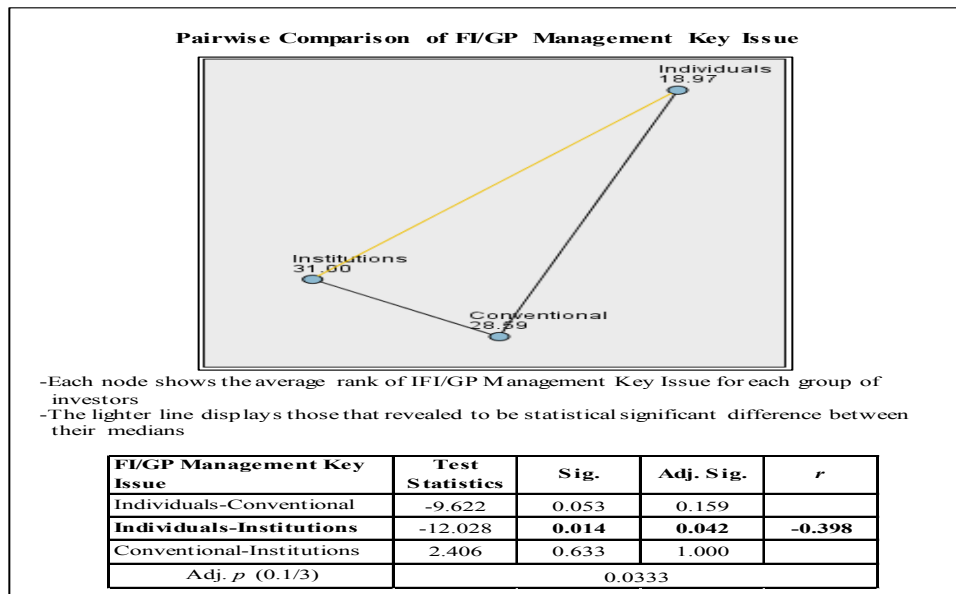 Pairwise Comparison of FI/GP Management Key Issue
Individuals
18.97
Institutions
31.00
Conventional
28.59
-Each node shows the average rank of IFI/GP Management Key Issue for each group of
investors
-The lighter line displays those that revealed to be statistical significant difference between
their medians
FI/GP Management Key Issue Test Statistics Sig. Adj. Sig. r
Individuals-Conventional -9.622 0.053 0.159
Individuals-Institutions -12.028 0.014 0.042 -0.398
Conventional-Institutions 2.406 0.633 1.000
Adj. p (0.1/3) 0.0333